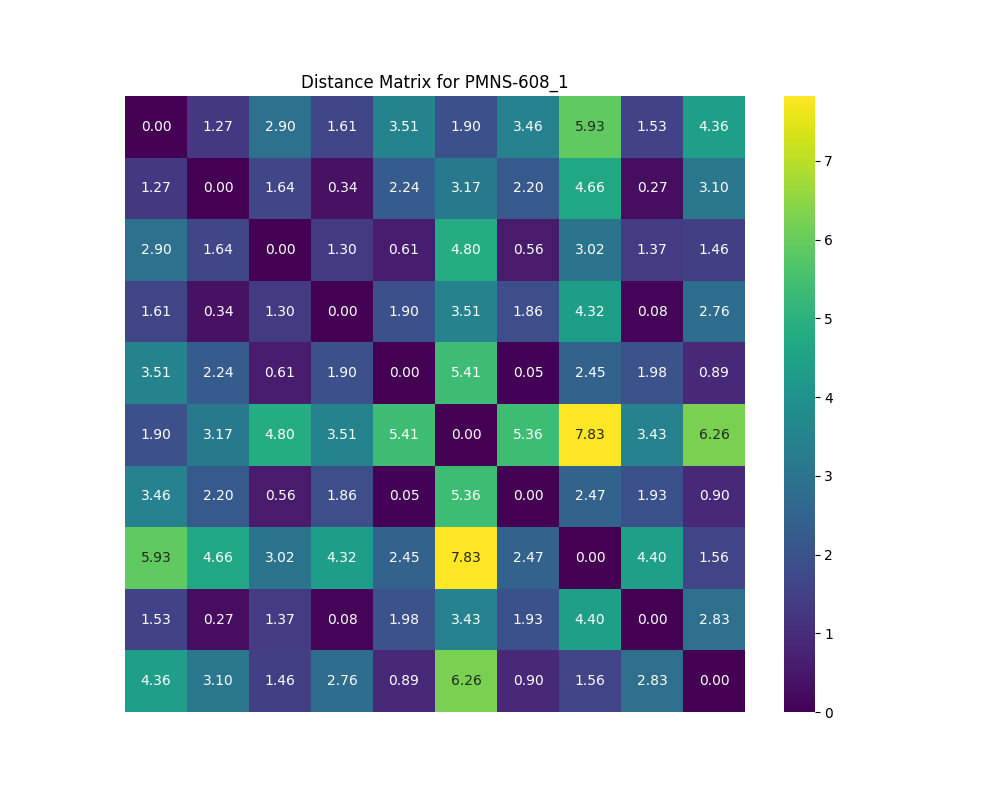 Distance Matrix for PMNS-608_1
0.00 1.27 2.90 1.61 3.51 1.90 3.46 5.93 1.53 4.36
1.27 0.00 1.64 0.34 2.24 3.17 2.20 4.66 0.27 3.10
2.90 1.64 0.00 1.30 0.61 4.80 0.56 3.02 1.37 1.46
1.61 0.34 1.30 0.00 1.90 3.51 1.86 4.32 0.08 2.76
3.51 2.24 0.61 1.90 0.00 5.41 0.05 2.45 1.98 0.89
1.90 3.17 4.80 3.51 5.41 0.00 5.36 7.83 3.43 6.26
3.46 2.20 0.56 1.86 0.05 5.36 0.00 2.47 1.93 0.90
5.93 4.66 3.02 4.32 2.45 7.83 2.47 0.00 4.40 1.56
1.53 0.27 1.37 0.08 1.98 3.43 1.93 4.40 0.00 2.83
4.36 3.10 1.46 2.76 0.89 6.26 0.90 1.56 2.83 0.00
7
6
5
4
3
2
1
0